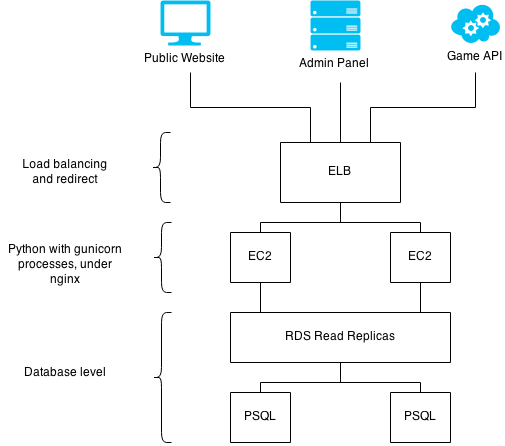 Public Website
Admin Panel
Game API
Load balancing
and redirect
ELB
Python with gunicorn
processes, under
nginx
EC2
EC2
RDS Read Replicas
Database level
PSQL
PSQL